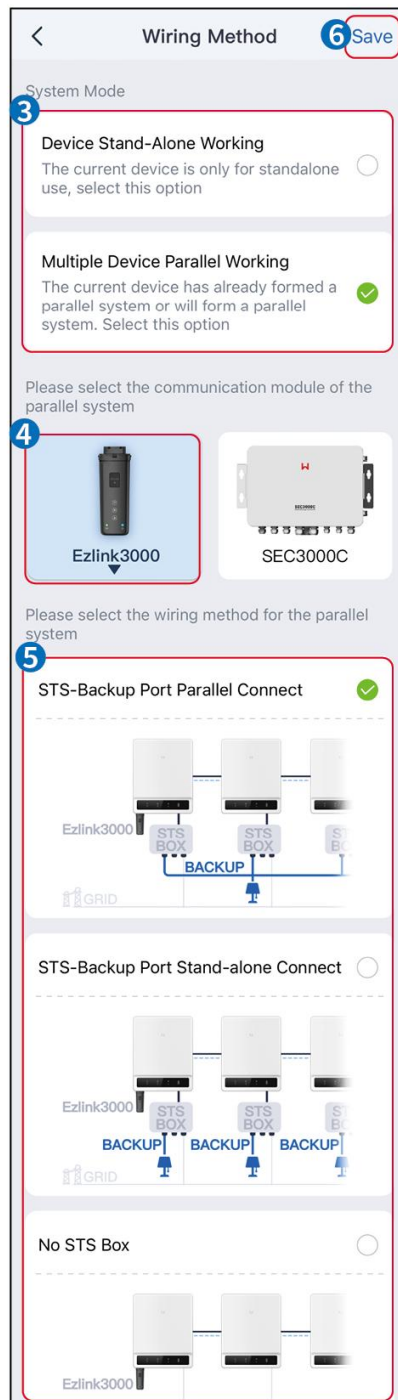 Wiring Method
6
Save
System Mode
3
Device Stand-Alone Working
The current device is only for standalone
use, select this option
Multiple Device Parallel Working
The current device has already formed a
parallel system or will form a parallel
system. Select this option
Please select the communication module of the
parallel system
4
SEC3000C
Ezlink3000
SEC3000C
Please select the wiring method for the parallel
system
5
STS-Backup Port Parallel Connect
Ezlink3000
STS
BOX
STS
BOX
ST
B
BACKUP
GRID
STS-Backup Port Stand-alone Connect
Ezlink3000
STS
BOX
STS
BOX
ST
B
BACKUP
BACKUP
BACKUP
GRID
No STS Box
Ezlink3000